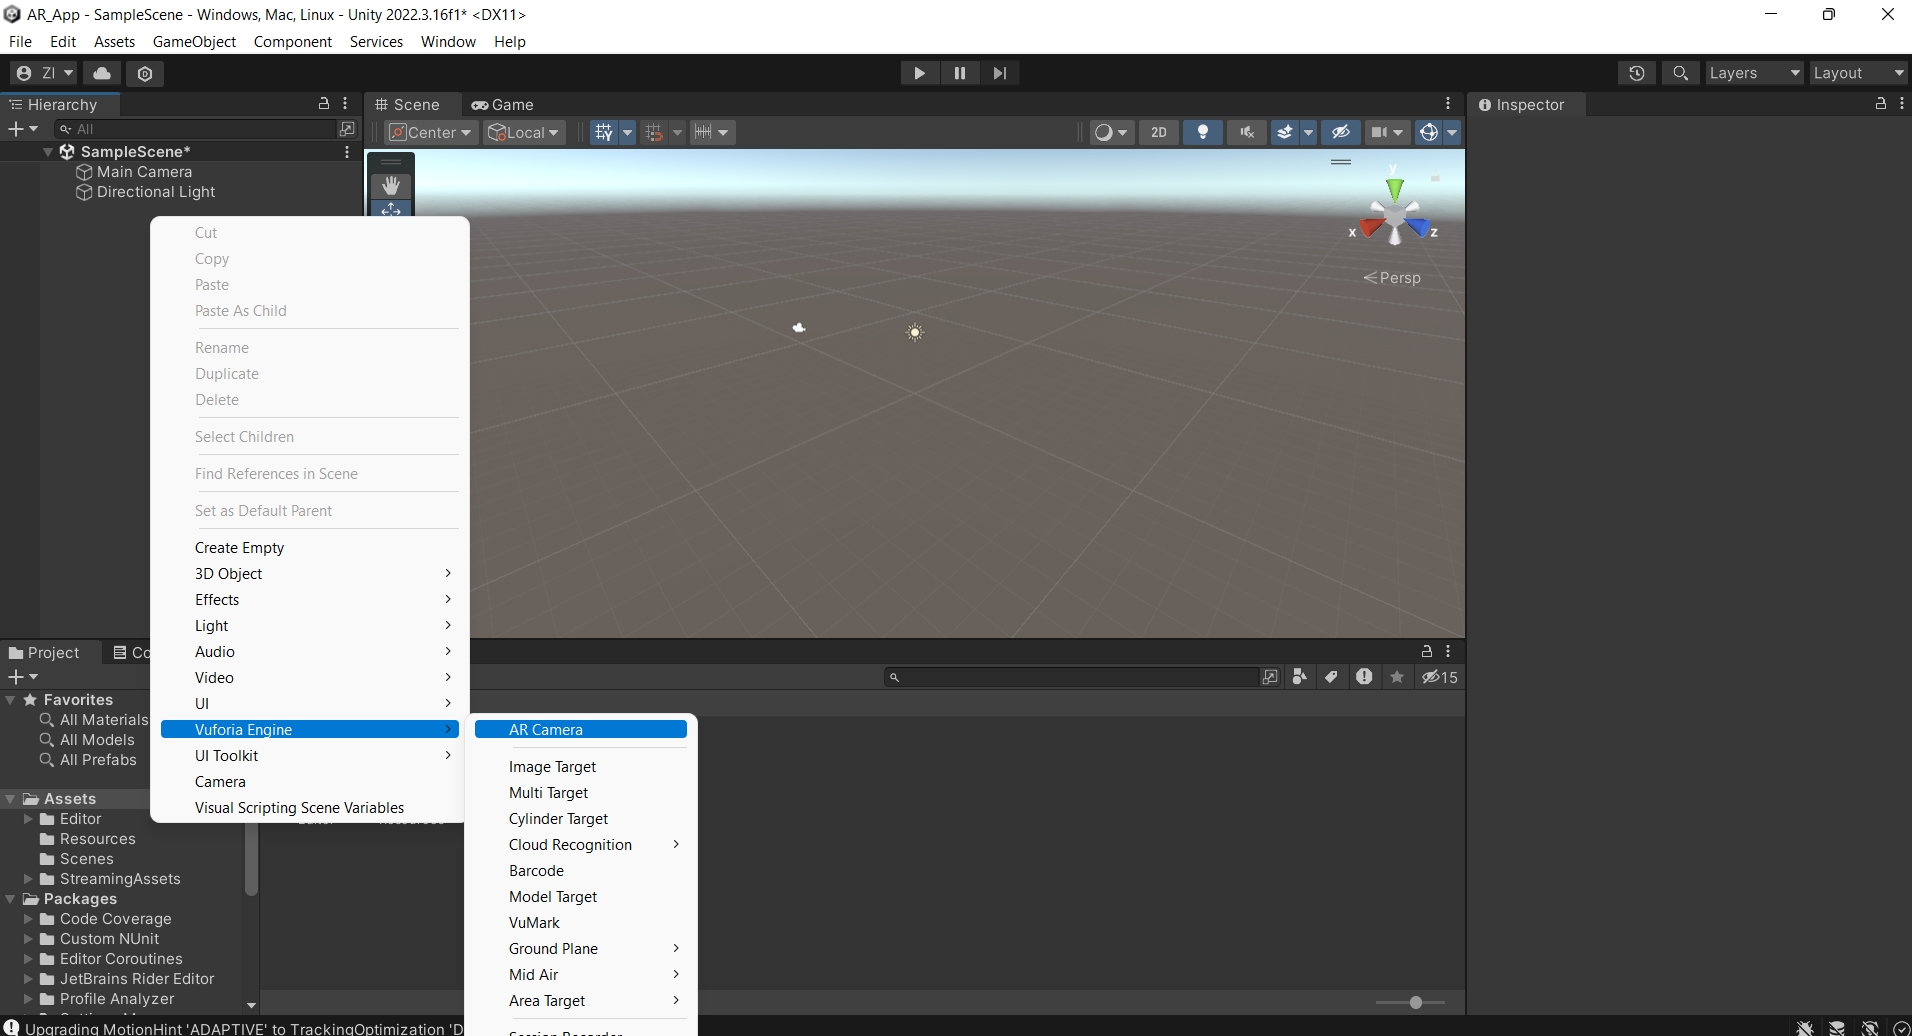 AR_App - SampleScene - Windows, Mac, Linux - Unity 2022.3.16f1* <DX11>
File Edit Assets GameObject Component Services Window Help
ZI
Layers
Layout
Hierarchy
Scene
Game
Inspector
All
Center
Local
2D
SampleScene*
Main Camera
Directional Light
y
x
z
Persp
Cut
Copy
Paste
Paste As Child
Rename
Duplicate
Delete
Select Children
Find References in Scene
Set as Default Parent
Create Empty
3D Object
Effects
Light
Audio
Video
UI
Vuforia Engine
UI Toolkit
Camera
Visual Scripting Scene Variables
AR Camera
Image Target
Multi Target
Cylinder Target
Cloud Recognition
Barcode
Model Target
VuMark
Ground Plane
Mid Air
Area Target
Project
Co
15
Favorites
All Materials
All Models
All Prefabs
Assets
Editor
Resources
Scenes
StreamingAssets
Packages
Code Coverage
Custom NUnit
Editor Coroutines
JetBrains Rider Editor
Profile Analyzer
Upgrading MotionHint 'ADAPTIVE' to TrackingOptimization 'D